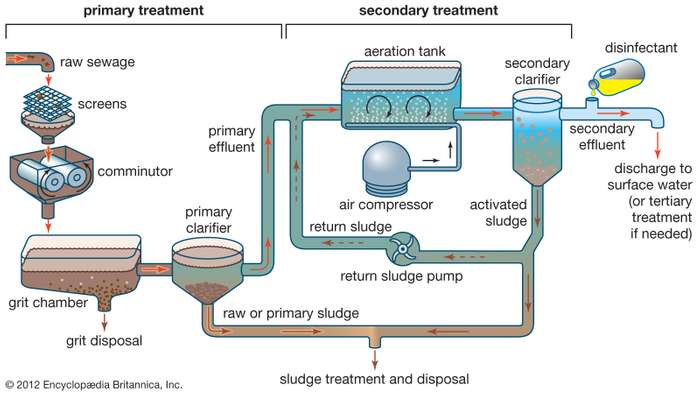 primary treatment
secondary treatment
raw sewage
screens
comminutor
grit chamber
grit disposal
primary
clarifier
primary
effluent
raw or primary sludge
aeration tank
air compressor
return sludge
return sludge pump
secondary
clarifier
activated
sludge
disinfectant
secondary
effluent
discharge to
surface water
(or tertiary
treatment
if needed)
sludge treatment and disposal
© 2012 Encyclopædia Britannica, Inc.